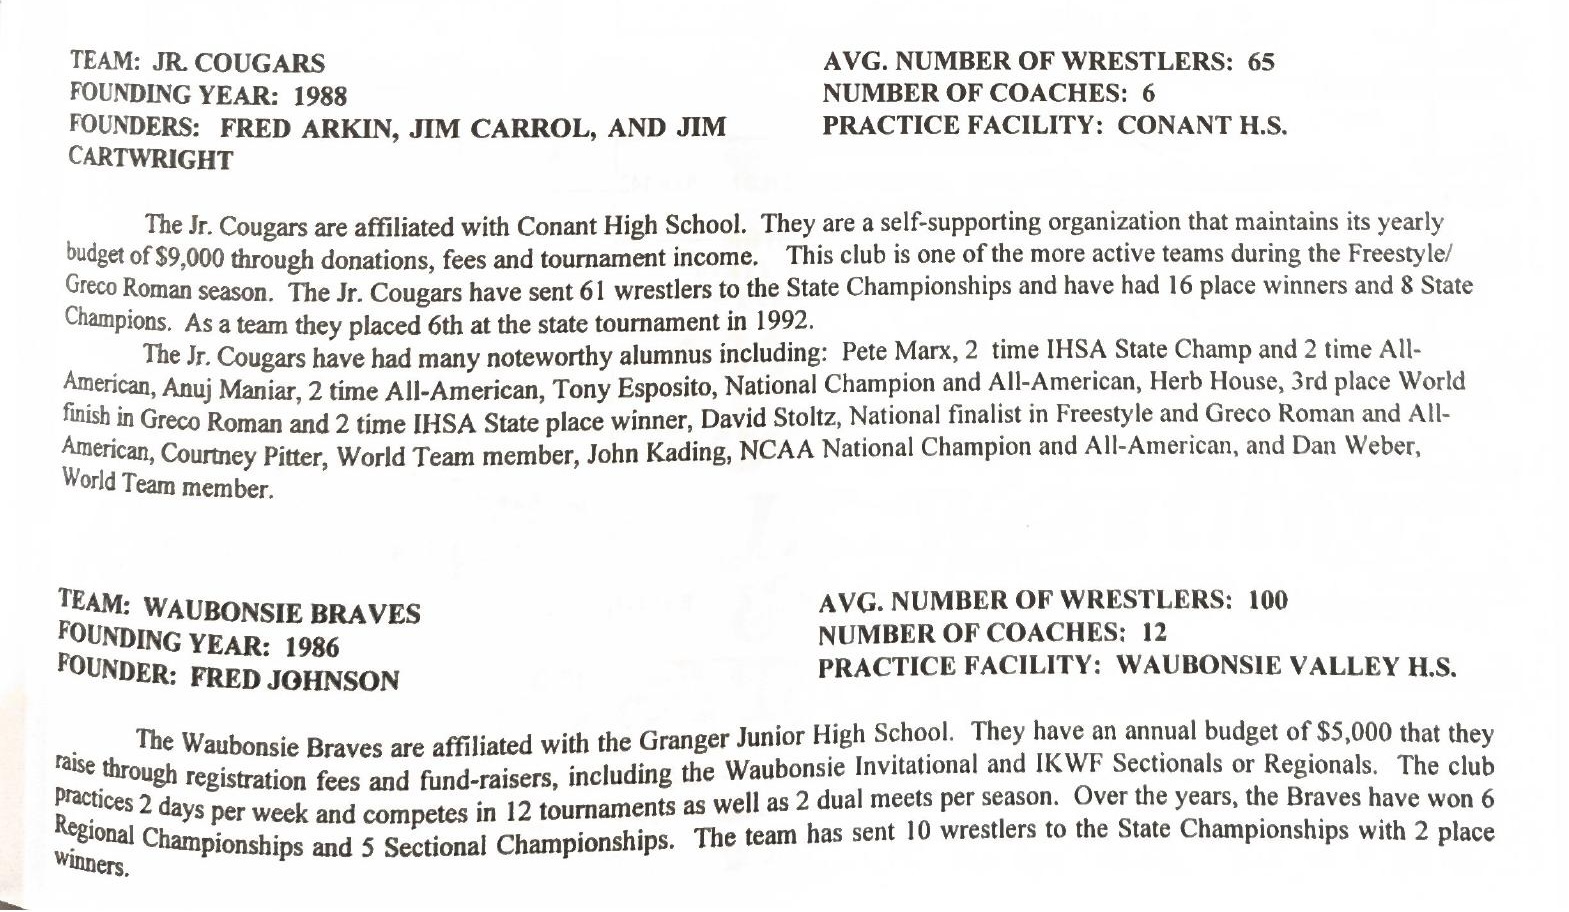 TEAM: JR. COUGARS
FOUNDING YEAR: 1988
FOUNDERS: FRED ARKIN, JIM CARROL, AND JIM
CARTWRIGHT
AVG. NUMBER OF WRESTLERS: 65
NUMBER OF COACHES: 6
PRACTICE FACILITY: CONANT H.S.
The Jr. Cougars are affiliated with Conant High School. They are a self-supporting organization that maintains its yearly
budget of $9,000 through donations, fees and tournament income. This club is one of the more active teams during the Freestyle/
Greco Roman season. The Jr. Cougars have sent 61 wrestlers to the State Championships and have had 16 place winners and 8 State
Champions. As a team they placed 6th at the state tournament in 1992.
The Jr. Cougars have had many noteworthy alumnus including: Pete Marx, 2 time IHSA State Champ and 2 time All-
American, Anuj Maniar, 2 time All-American, Tony Esposito, National Champion and All-American, Herb House, 3rd place World
finish in Greco Roman and 2 time IHSA State place winner, David Stoltz, National finalist in Freestyle and Greco Roman and All-
American, Courtney Pitter, World Team member, John Kading, NCAA National Champion and All-American, and Dan Weber,
World Team member.
TEAM: WAUBONSIE BRAVES
FOUNDING YEAR: 1986
FOUNDER: FRED JOHNSON
AVG. NUMBER OF WRESTLERS: 100
NUMBER OF COACHES: 12
PRACTICE FACILITY: WAUBONSIE VALLEY H.S.
The Waubonsie Braves are affiliated with the Granger Junior High School. They have an annual budget of $5,000 that they
raise through registration fees and fund-raisers, including the Waubonsie Invitational and IKWF Sectionals or Regionals. The club
practices 2 days per week and competes in 12 tournaments as well as 2 dual meets per season. Over the years, the Braves have won 6
Regional Championships and 5 Sectional Championships. The team has sent 10 wrestlers to the State Championships with 2 place
winners.